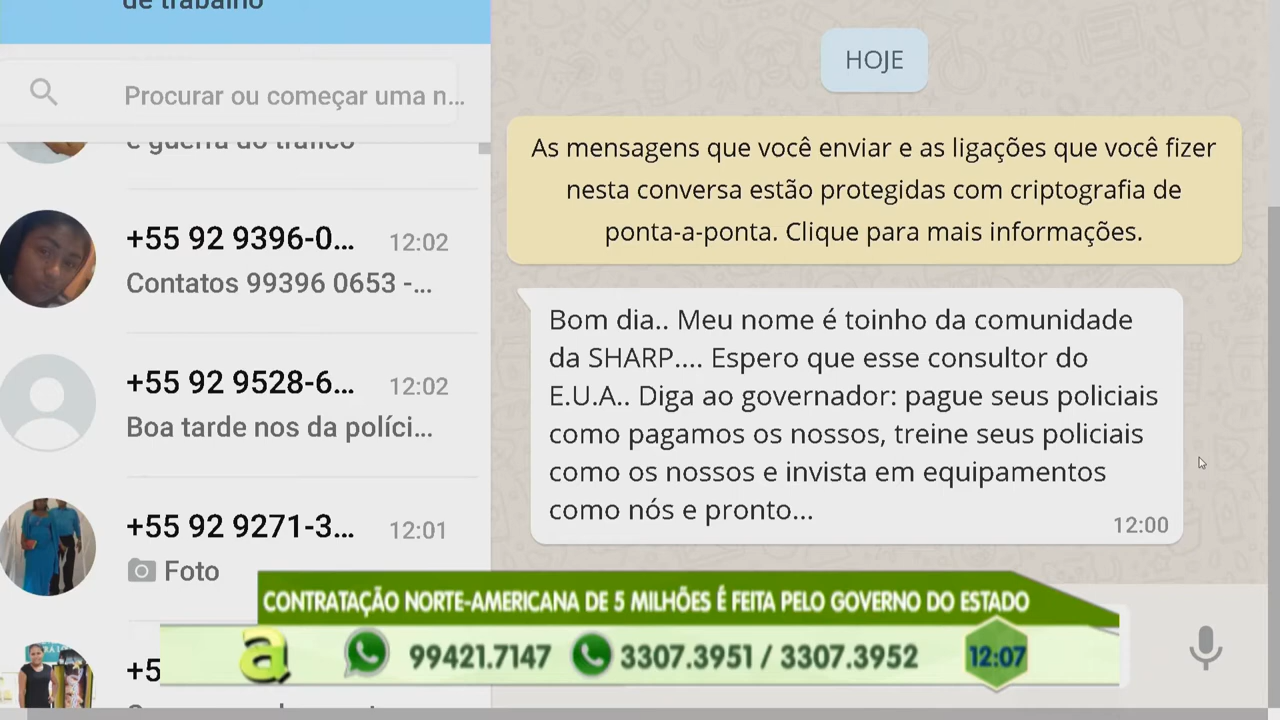 de trabalho
Procurar ou começar uma n...
e guerra do tráfico
+55 92 9396-0... 12:02
Contatos 99396 0653 -...
+55 92 9528-6... 12:02
Boa tarde nos da políci...
+55 92 9271-3... 12:01
Foto
+5
HOJE
As mensagens que você enviar e as ligações que você fizer
nesta conversa estão protegidas com criptografia de
ponta-a-ponta. Clique para mais informações.
Bom dia.. Meu nome é toinho da comunidade
da SHARP.... Espero que esse consultor do
E.U.A.. Diga ao governador: pague seus policiais
como pagamos os nossos, treine seus policiais
como os nossos e invista em equipamentos
como nós e pronto...
12:00
CONTRATAÇÃO NORTE-AMERICANA DE 5 MILHÕES É FEITA PELO GOVERNO DO ESTADO
a 99421.7147 3307.3951 / 3307.3952 12:07